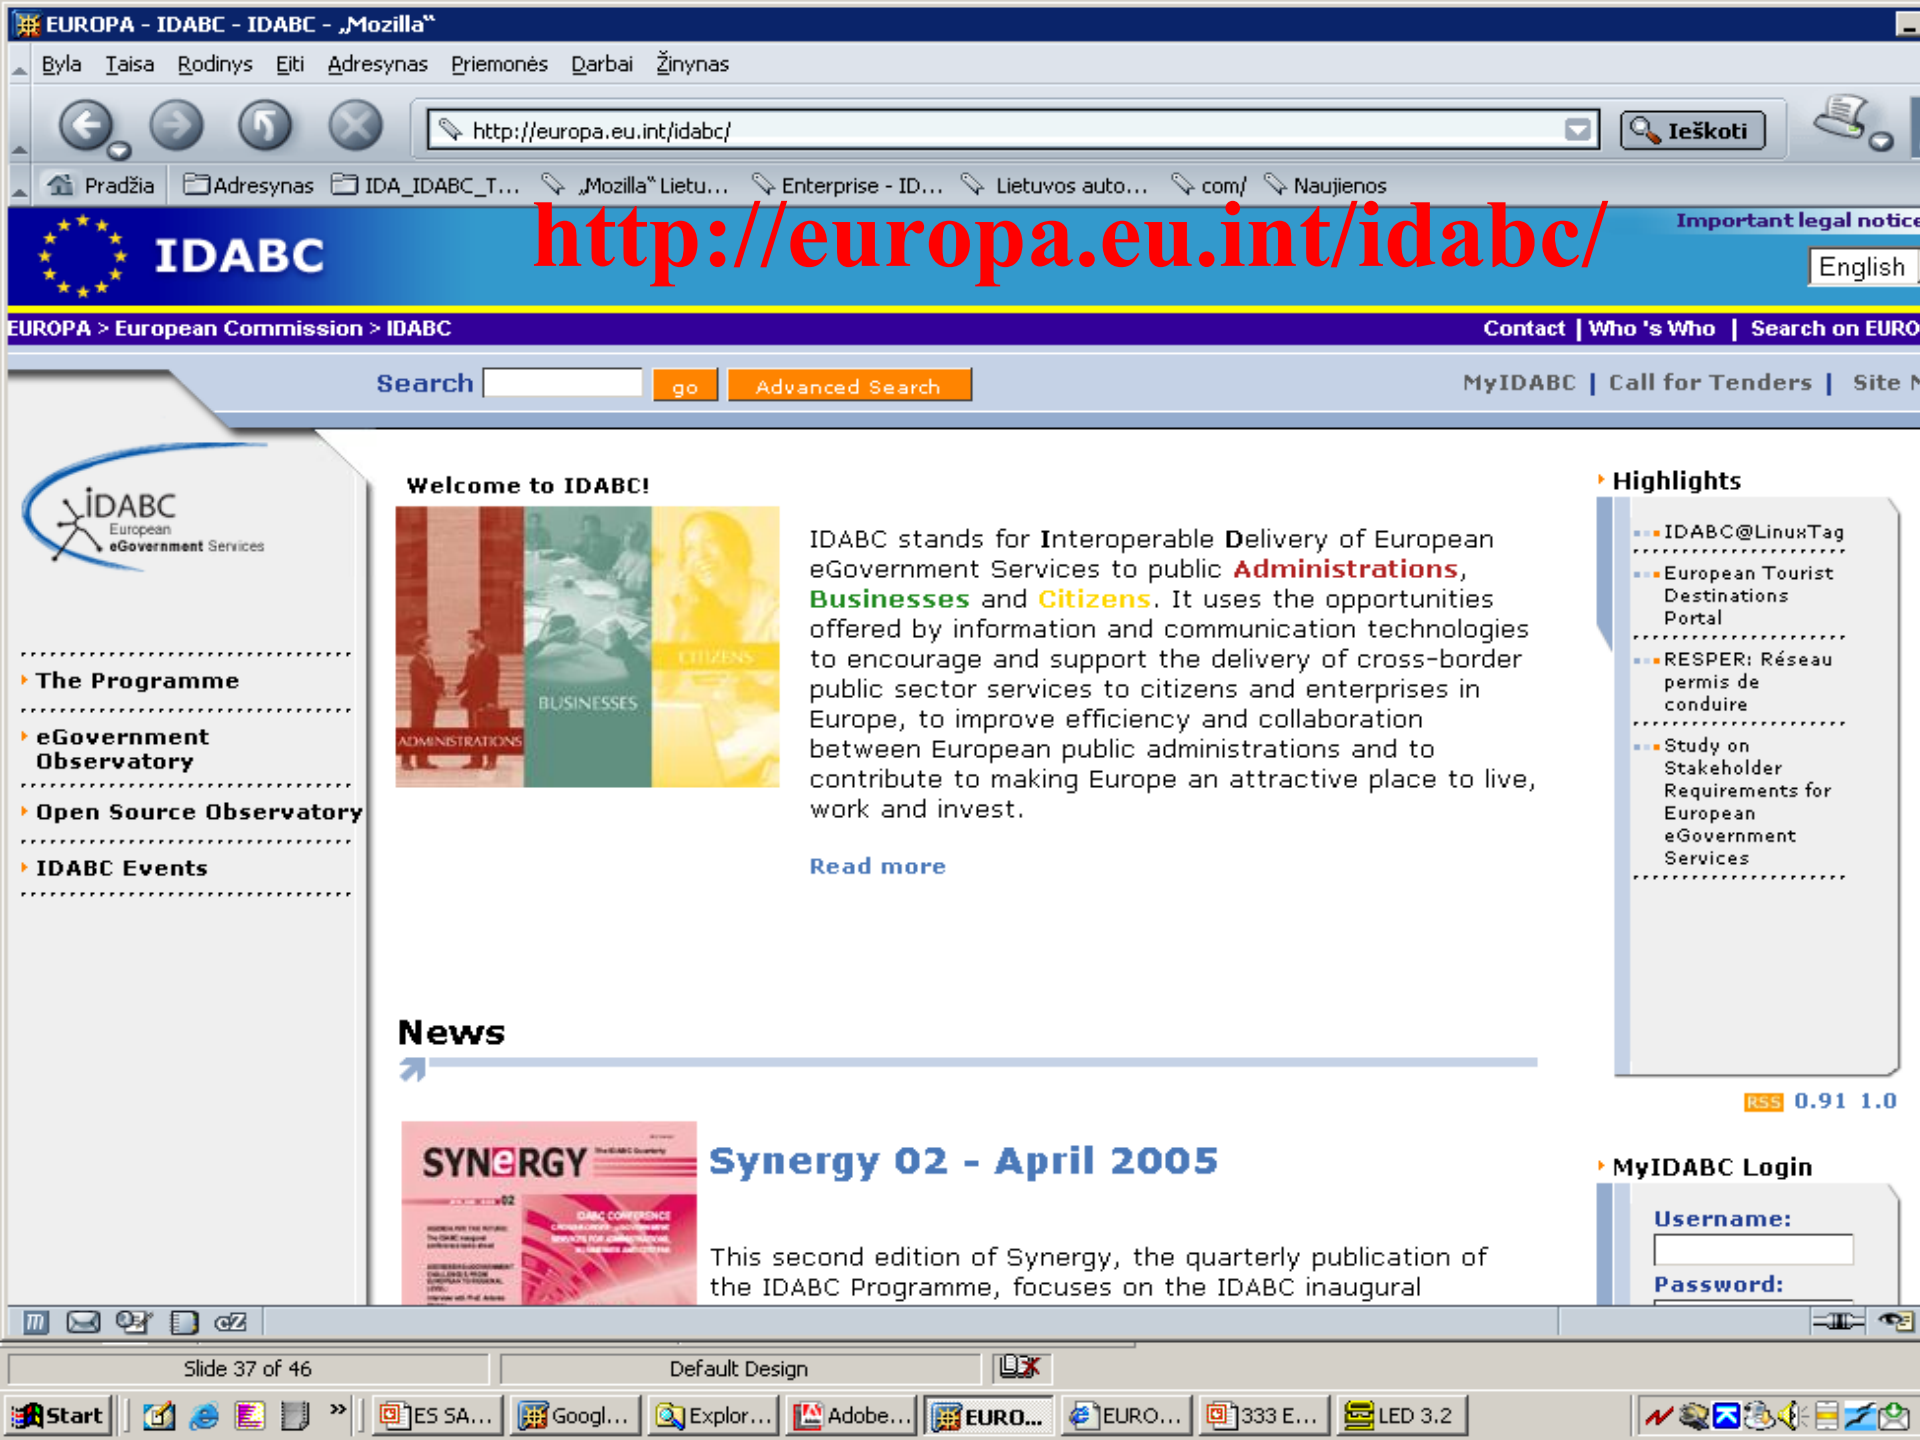 EUROPA - IDABC - IDABC - „Mozilla“
Byla Taisa Rodinys Eiti Adresynas Priemonės Darbai Žinynas
http://europa.eu.int/idabc/
Ieškoti
Pradžia Adresynas IDA_IDABC_T... „Mozilla“ Lietu... Enterprise - ID... Lietuvos auto... com/ Naujienos
http://europa.eu.int/idabc/
Important legal notice
IDABC
English
EUROPA > European Commission > IDABC
Contact | Who 's Who | Search on EURO
Search go Advanced Search
MyIDABC | Call for Tenders | Site
iDABC
European
eGovernment Services
The Programme
eGovernment
Observatory
Open Source Observatory
IDABC Events
Welcome to IDABC!
ADMINISTRATIONS
BUSINESSES
CITIZENS
IDABC stands for Interoperable Delivery of European
eGovernment Services to public Administrations,
Businesses and Citizens. It uses the opportunities
offered by information and communication technologies
to encourage and support the delivery of cross-border
public sector services to citizens and enterprises in
Europe, to improve efficiency and collaboration
between European public administrations and to
contribute to making Europe an attractive place to live,
work and invest.
Read more
Highlights
IDABC@LinuxTag
European Tourist
Destinations
Portal
RESPER: Réseau
permis de
conduire
Study on
Stakeholder
Requirements for
European
eGovernment
Services
RSS 0.91 1.0
News
SYNeRGY
The IDABC Quarterly
02
IDABC CONFERENCE
Synergy 02 - April 2005
This second edition of Synergy, the quarterly publication of
the IDABC Programme, focuses on the IDABC inaugural
MyIDABC Login
Username:
Password:
Slide 37 of 46
Default Design
Start ES SA... Googl... Explor... Adobe... EURO... EURO... 333 E... LED 3.2